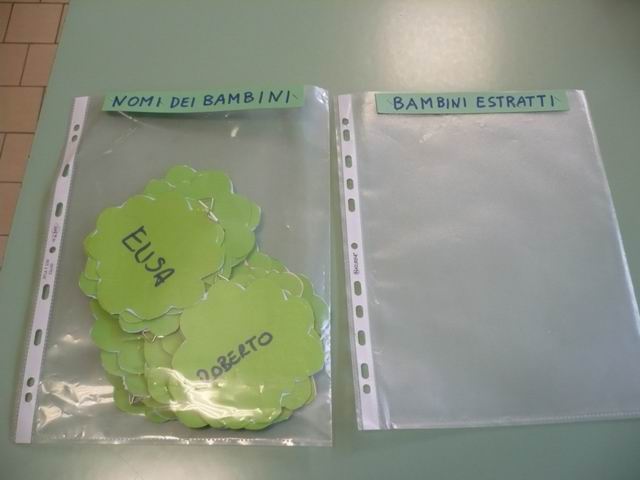 NOMI DEI BAMBINI
BAMBINI ESTRATTI
ELISA
ROBERTO